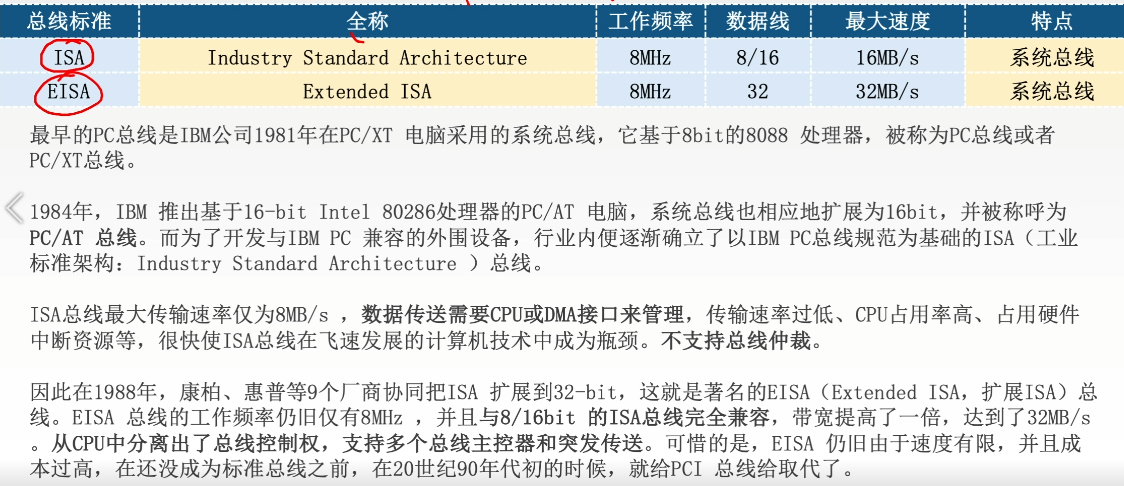 总线标准 全称 工作频率 数据线 最大速度 特点
ISA Industry Standard Architecture 8MHz 8/16 16MB/s 系统总线
EISA Extended ISA 8MHz 32 32MB/s 系统总线
最早的PC总线是IBM公司1981年在PC/XT 电脑采用的系统总线，它基于8bit的8088 处理器，被称为PC总线或者
PC/XT总线。
1984年，IBM 推出基于16-bit Intel 80286处理器的PC/AT 电脑，系统总线也相应地扩展为16bit，并被称呼为
PC/AT 总线。而为了开发与IBM PC 兼容的外围设备，行业内便逐渐确立了以IBM PC总线规范为基础的ISA（工业
标准架构：Industry Standard Architecture ）总线。
ISA总线最大传输速率仅为8MB/s ，数据传送需要CPU或DMA接口来管理，传输速率过低、CPU占用率高、占用硬件
中断资源等，很快使ISA总线在飞速发展的计算机技术中成为瓶颈。不支持总线仲裁。
因此在1988年，康柏、惠普等9个厂商协同把ISA 扩展到32-bit，这就是著名的EISA（Extended ISA，扩展ISA）总
线。EISA 总线的工作频率仍旧仅有8MHz ，并且与8/16bit 的ISA总线完全兼容，带宽提高了一倍，达到了32MB/s
。从CPU中分离出了总线控制权，支持多个总线主控器和突发传送。可惜的是，EISA 仍旧由于速度有限，并且成
本过高，在还没成为标准总线之前，在20世纪90年代初的时候，就给PCI 总线给取代了。